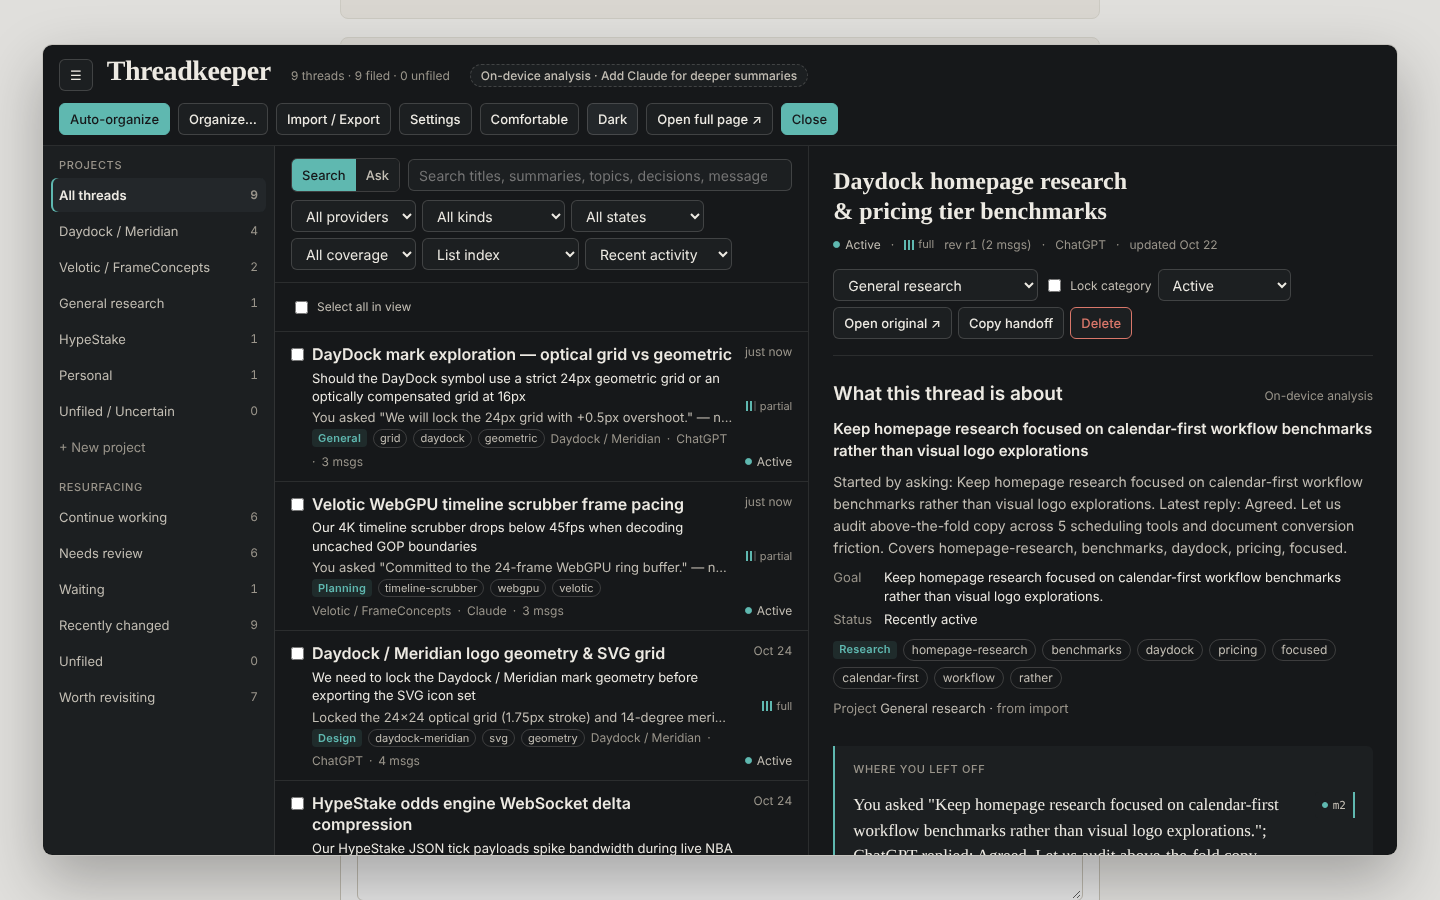 ☰ Threadkeeper 9 threads · 9 filed · 0 unfiled On-device analysis · Add Claude for deeper summaries
Auto-organize Organize... Import / Export Settings Comfortable Dark Open full page ↗ Close
PROJECTS
All threads 9
Daydock / Meridian 4
Velotic / FrameConcepts 2
General research 1
HypeStake 1
Personal 1
Unfiled / Uncertain 0
+ New project
RESURFACING
Continue working 6
Needs review 6
Waiting 1
Recently changed 9
Unfiled 0
Worth revisiting 7
Search Ask Search titles, summaries, topics, decisions, message
All providers All kinds All states
All coverage List index Recent activity
Select all in view
DayDock mark exploration — optical grid vs geometric just now
Should the DayDock symbol use a strict 24px geometric grid or an
optically compensated grid at 16px
partial
You asked "We will lock the 24px grid with +0.5px overshoot." — n...
General grid daydock geometric Daydock / Meridian · ChatGPT
· 3 msgs Active
Velotic WebGPU timeline scrubber frame pacing just now
Our 4K timeline scrubber drops below 45fps when decoding
uncached GOP boundaries
partial
You asked "Committed to the 24-frame WebGPU ring buffer." — n...
Planning timeline-scrubber webgpu velotic
Velotic / FrameConcepts · Claude · 3 msgs Active
Daydock / Meridian logo geometry & SVG grid Oct 24
We need to lock the Daydock / Meridian mark geometry before
exporting the SVG icon set
full
Locked the 24×24 optical grid (1.75px stroke) and 14-degree meri...
Design daydock-meridian svg geometry Daydock / Meridian ·
ChatGPT · 4 msgs Active
HypeStake odds engine WebSocket delta Oct 24
compression
Our HypeStake JSON tick payloads spike bandwidth during live NBA
Daydock homepage research
& pricing tier benchmarks
Active · full rev r1 (2 msgs) · ChatGPT · updated Oct 22
General research Lock category Active
Open original ↗ Copy handoff Delete
What this thread is about On-device analysis
Keep homepage research focused on calendar-first workflow benchmarks
rather than visual logo explorations
Started by asking: Keep homepage research focused on calendar-first workflow
benchmarks rather than visual logo explorations. Latest reply: Agreed. Let us
audit above-the-fold copy across 5 scheduling tools and document conversion
friction. Covers homepage-research, benchmarks, daydock, pricing, focused.
Goal Keep homepage research focused on calendar-first workflow benchmarks
rather than visual logo explorations.
Status Recently active
Research homepage-research benchmarks daydock pricing focused
calendar-first workflow rather
Project General research · from import
WHERE YOU LEFT OFF
You asked "Keep homepage research focused on calendar-first m2
workflow benchmarks rather than visual logo explorations.";
ChatGPT replied: Agreed. Let us audit above-the-fold copy